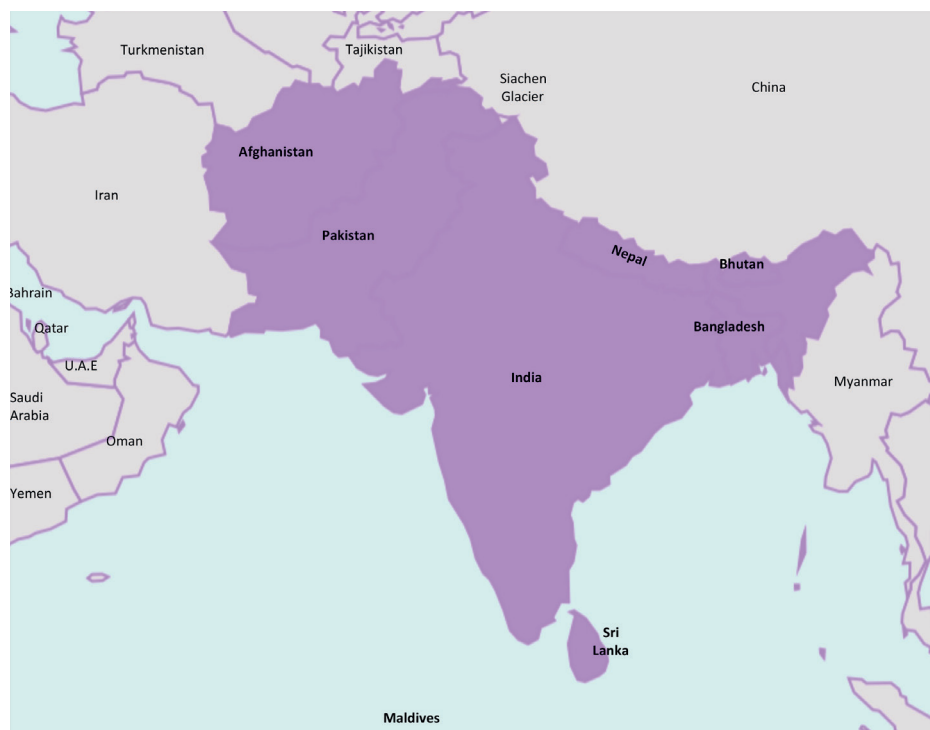 Turkmenistan
Tajikistan
Siachen
Glacier
China
Afghanistan
Iran
Pakistan
Nepal
Bhutan
Bahrain
Qatar
Bangladesh
U.A.E
India
Myanmar
Saudi
Arabia
Oman
Yemen
Sri
Lanka
Maldives